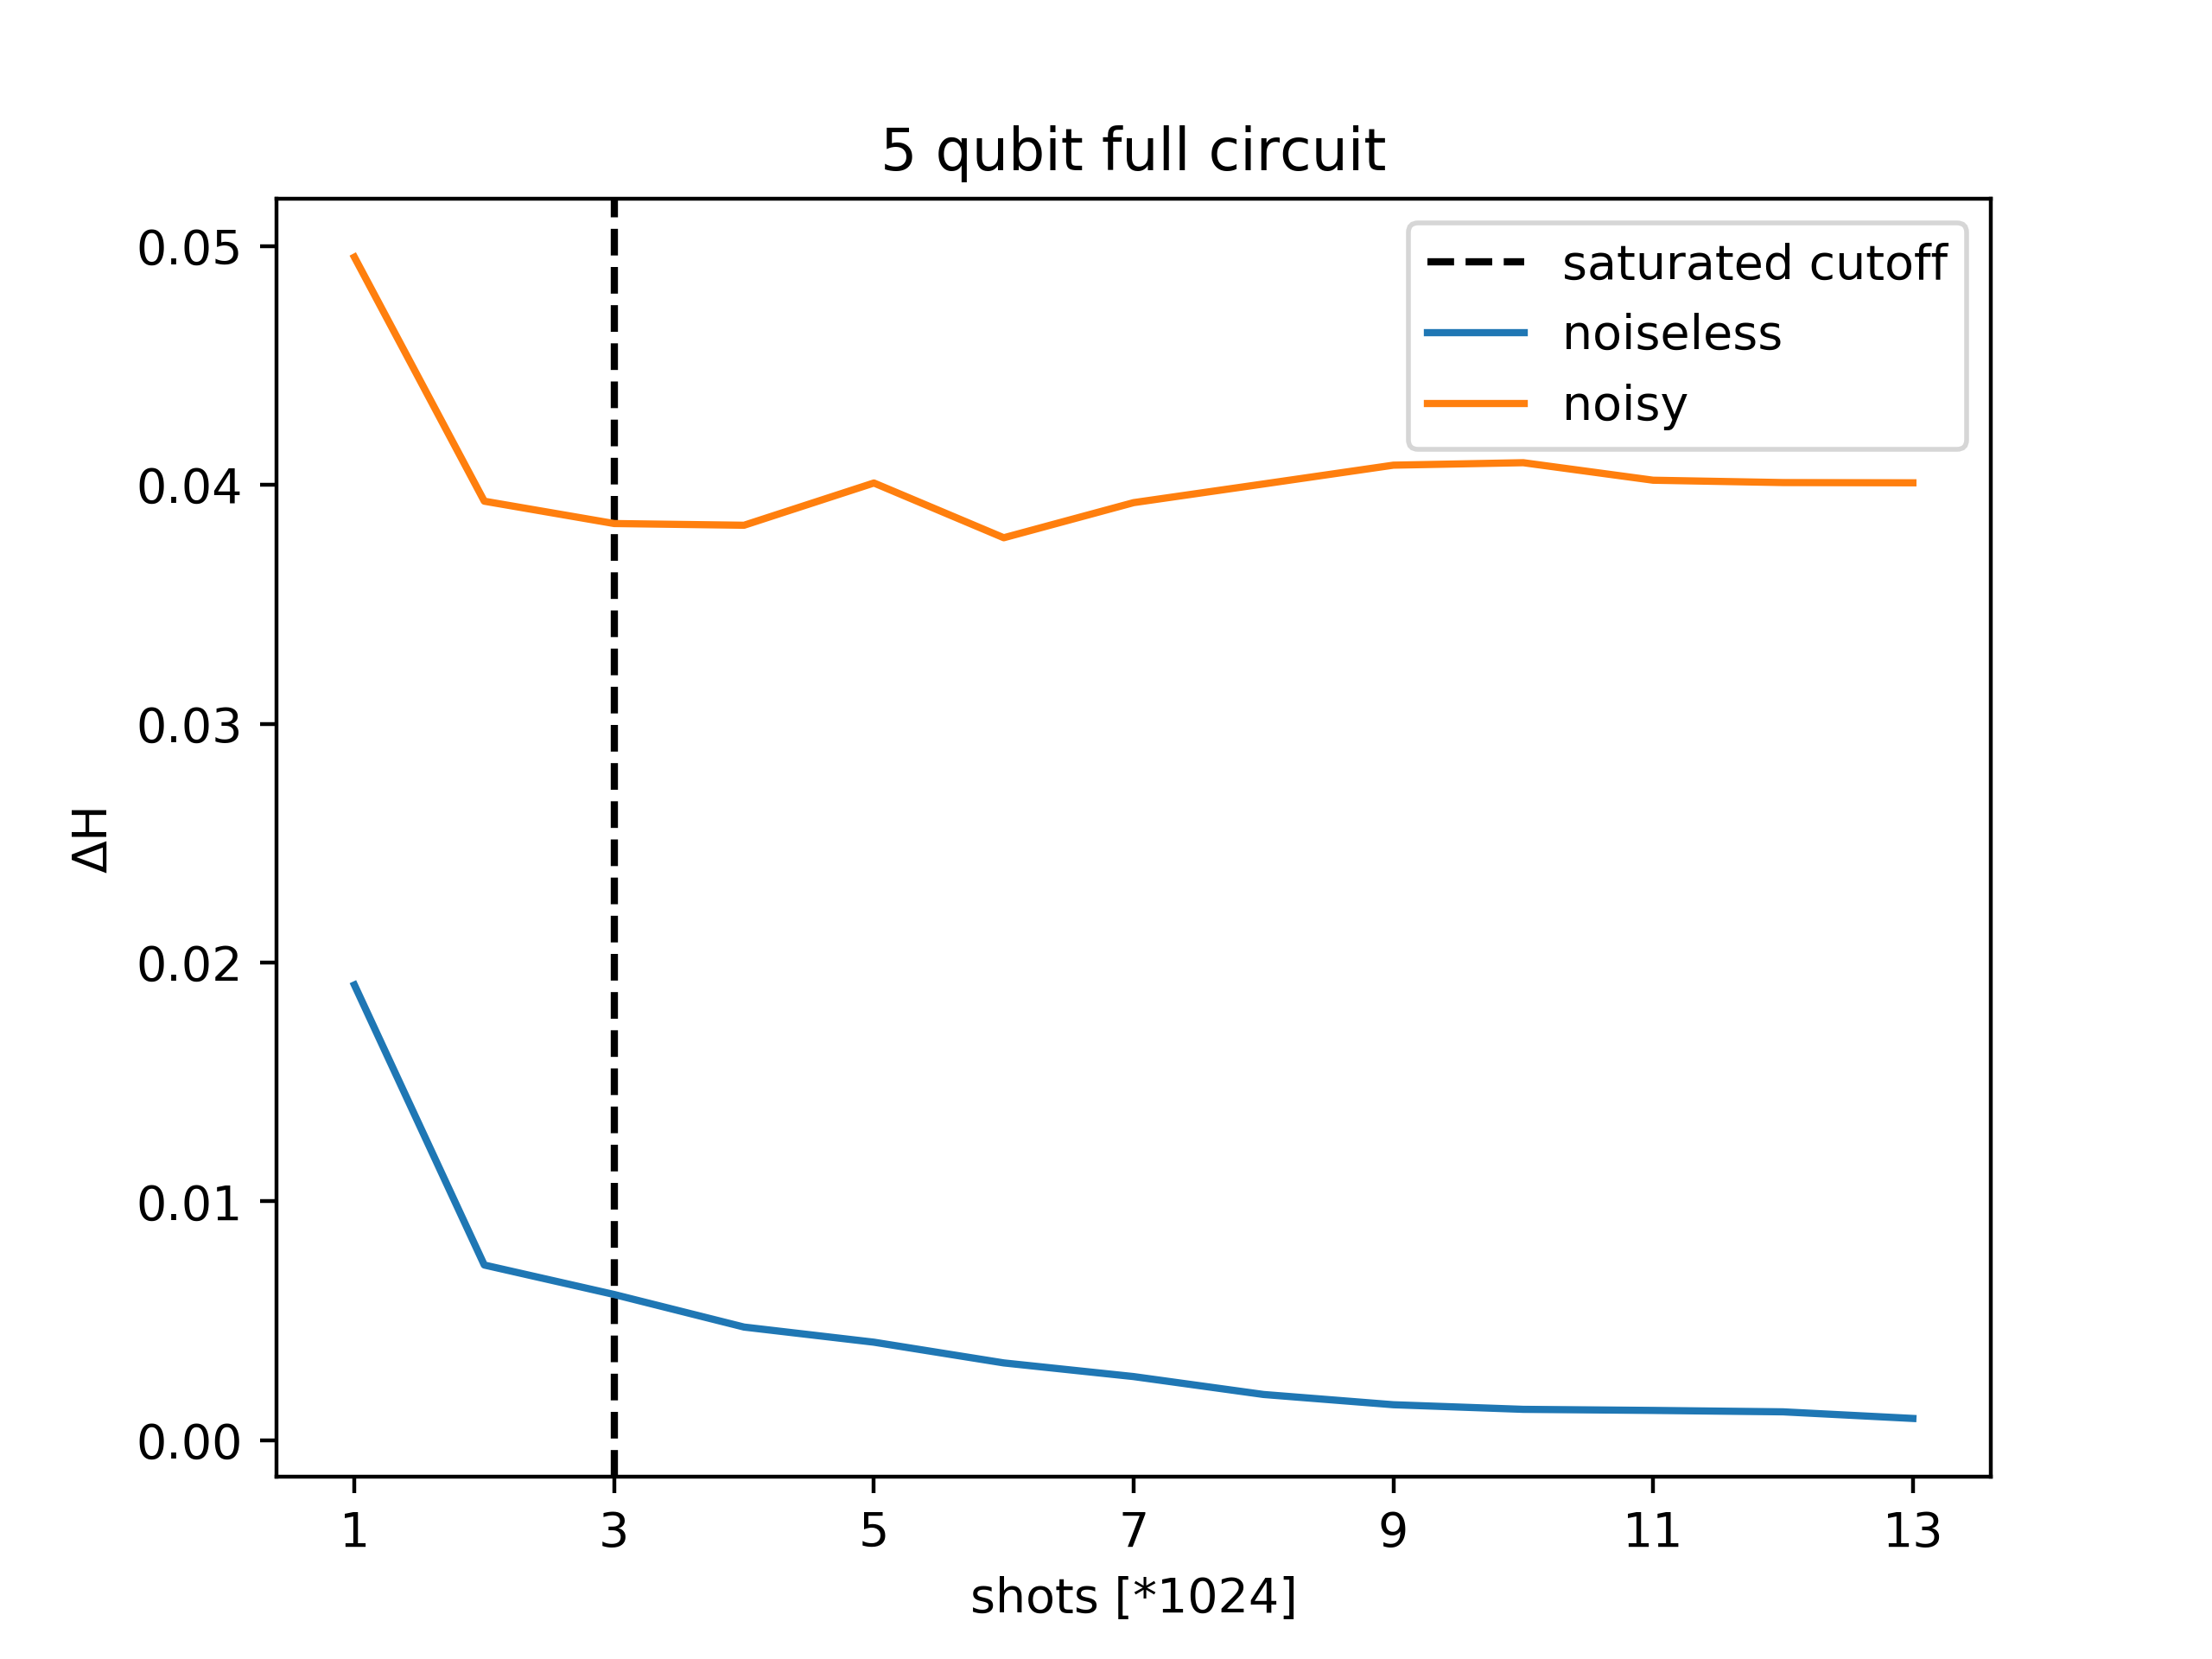 5 qubit full circuit
saturated cutoff
noiseless
noisy
0.05
0.04
0.03
0.02
0.01
0.00
ΔH
1 3 5 7 9 11 13
shots [*1024]